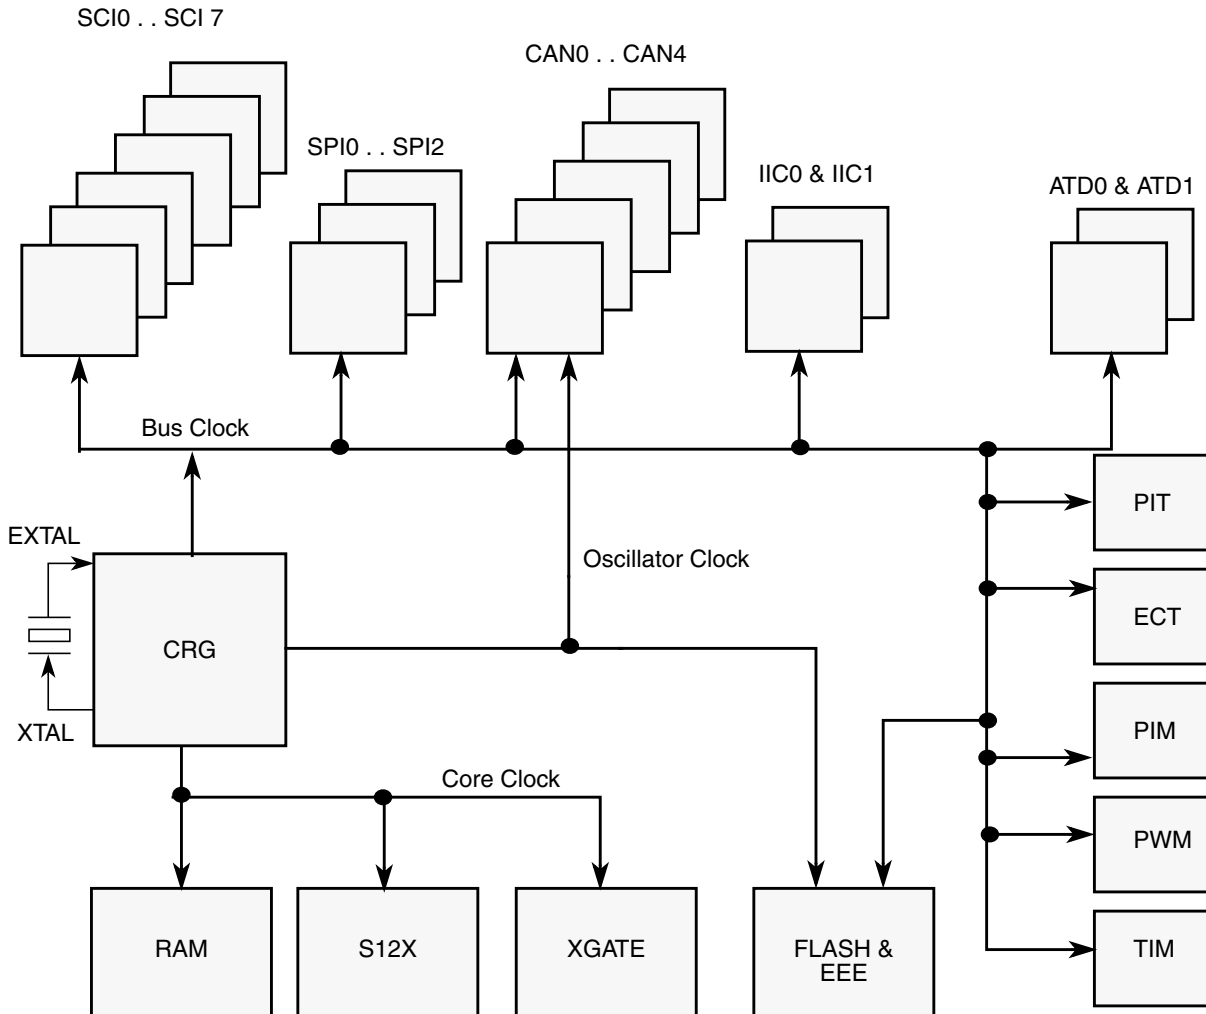 SCI0 . . SCI 7
CAN0 . . CAN4
SPI0 . . SPI2
IIC0 & IIC1
ATD0 & ATD1
Bus Clock
EXTAL
Oscillator Clock
CRG
XTAL
Core Clock
PIT
ECT
PIM
PWM
TIM
RAM
S12X
XGATE
FLASH &
EEE